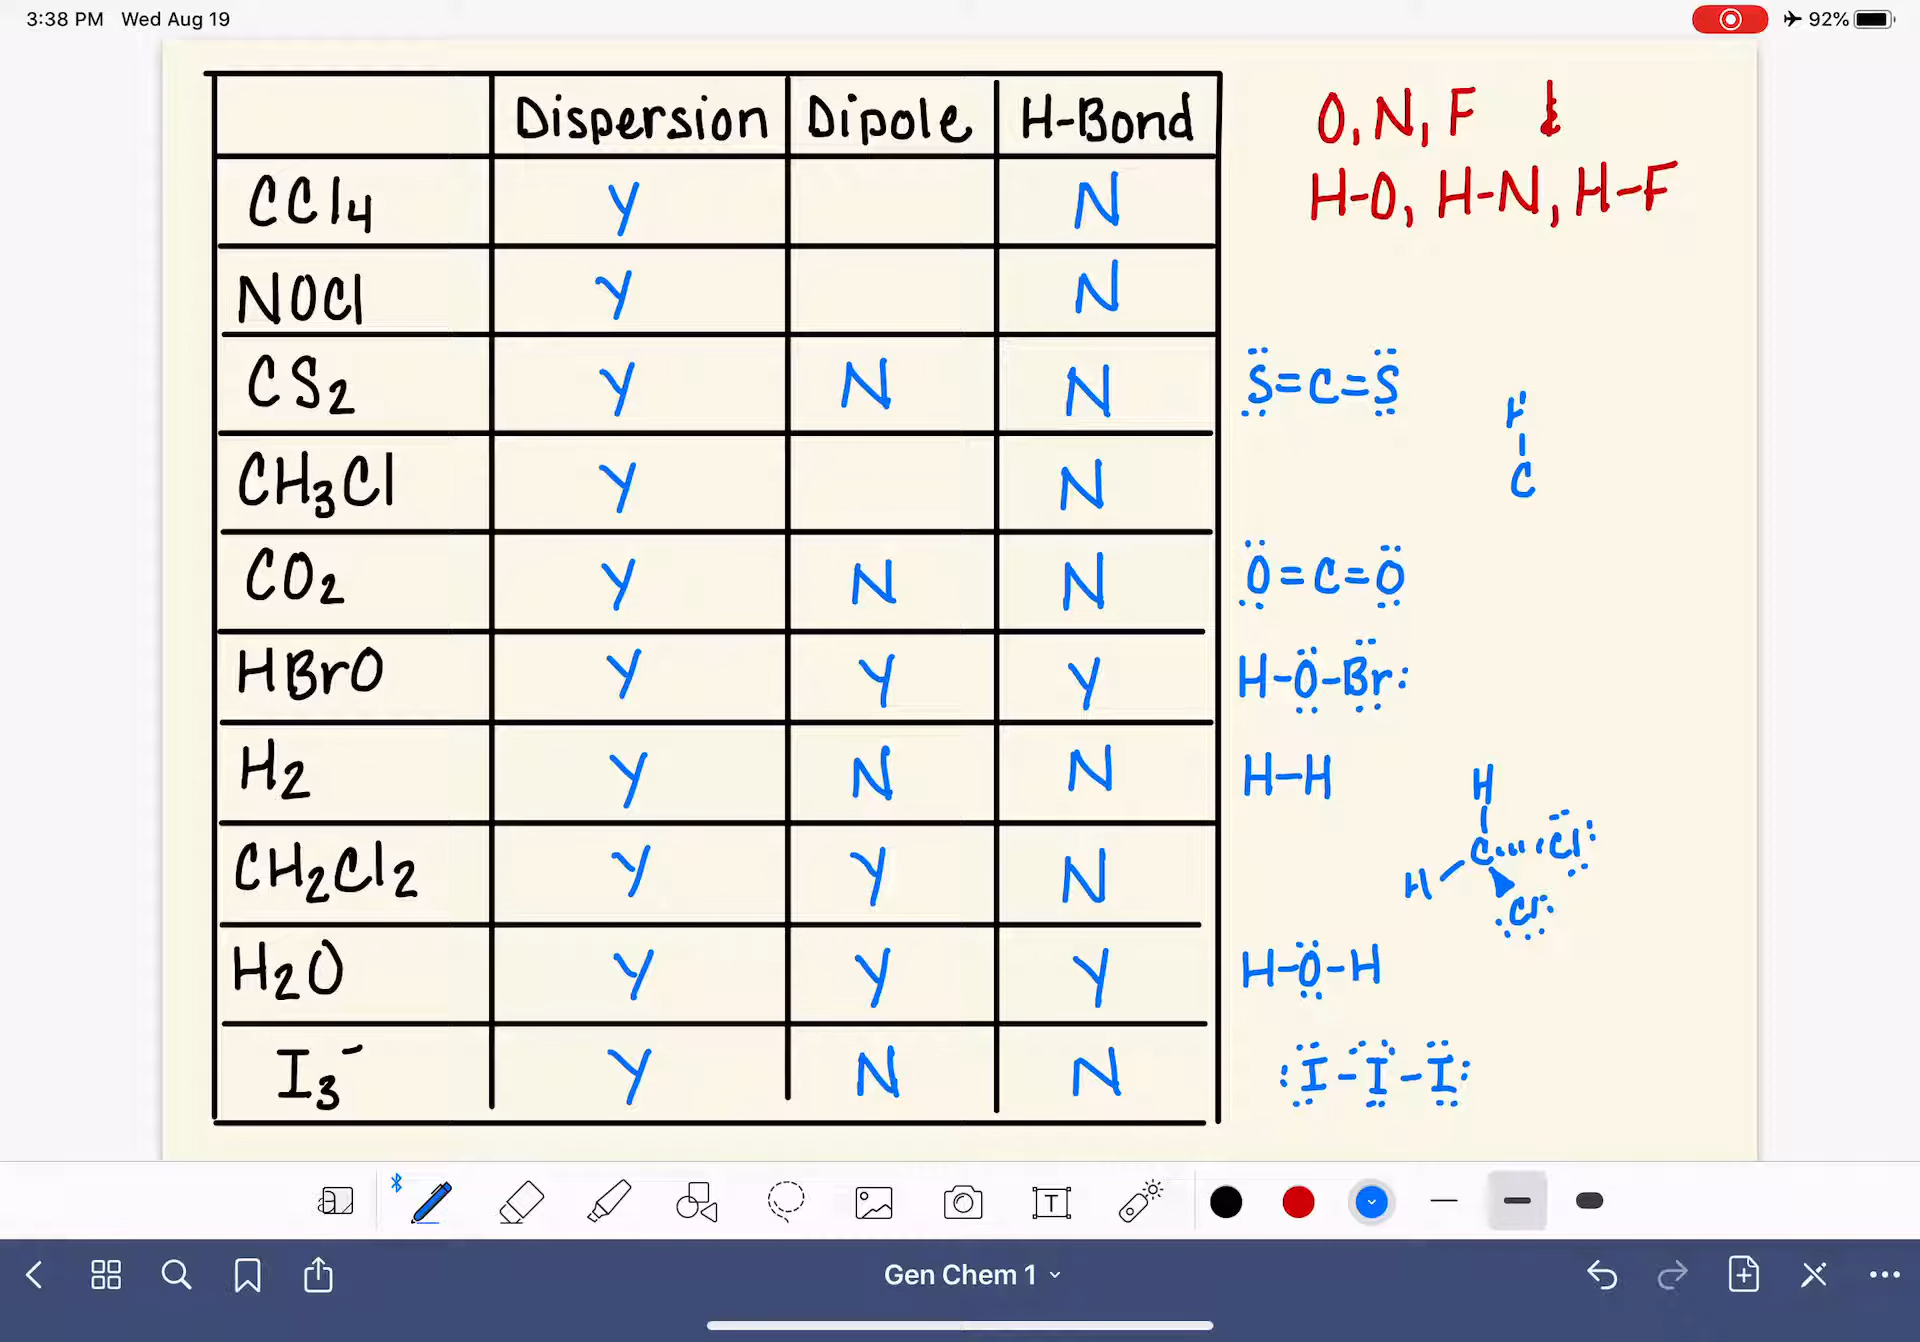 3:38 PM Wed Aug 19
92%
Dispersion Dipole H-Bond
O, N, F &
H-O, H-N, H-F
CCl4 Y N
NOCl Y N
CS2 Y N N
S=C=S
CH3Cl Y N
H
C
CO2 Y N N
O=C=O
HBrO Y Y Y
H-O-Br
H2 Y N N
H-H
CH2Cl2 Y Y N
H
C Cl
H
Cl
H2O Y Y Y
H-O-H
I3⁻ Y N N
I-I-I
T
Gen Chem 1